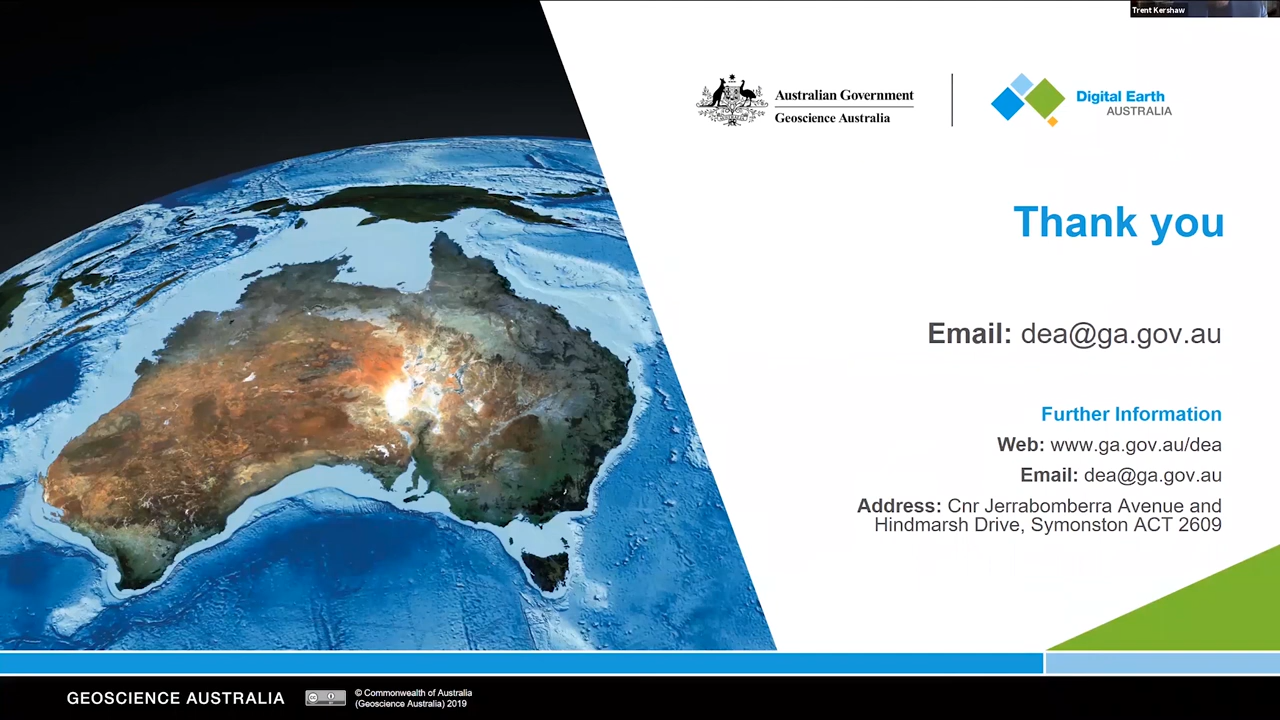 Trent Kershaw
Australian Government
Geoscience Australia
Digital Earth
AUSTRALIA
Thank you
Email: dea@ga.gov.au
Further Information
Web: www.ga.gov.au/dea
Email: dea@ga.gov.au
Address: Cnr Jerrabomberra Avenue and
Hindmarsh Drive, Symonston ACT 2609
GEOSCIENCE AUSTRALIA
© Commonwealth of Australia
(Geoscience Australia) 2019